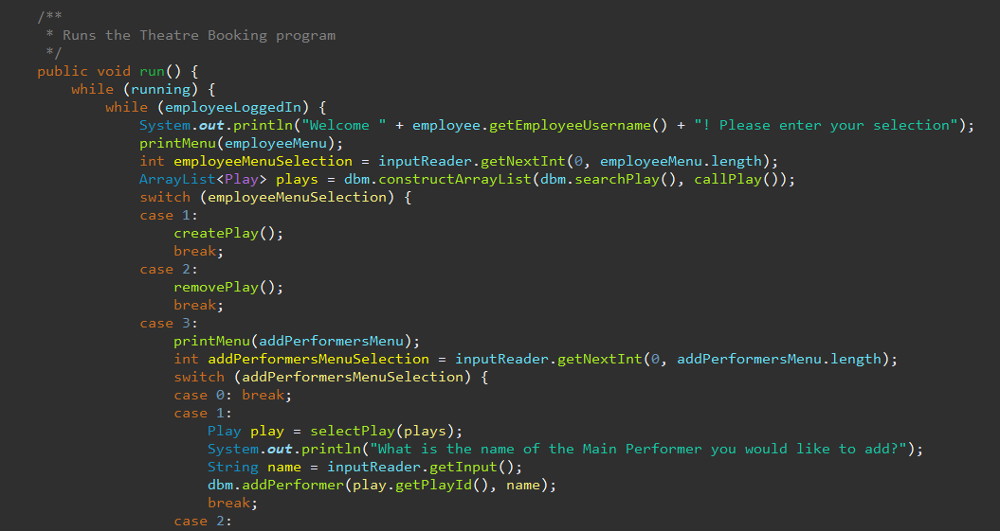 /**
* Runs the Theatre Booking program
*/
public void run() {
while (running) {
while (employeeLoggedIn) {
System.out.println("Welcome " + employee.getEmployeeUsername() + "! Please enter your selection");
printMenu(employeeMenu);
int employeeMenuSelection = inputReader.getNextInt(0, employeeMenu.length);
ArrayList<Play> plays = dbm.constructArrayList(dbm.searchPlay(), callPlay());
switch (employeeMenuSelection) {
case 1:
createPlay();
break;
case 2:
removePlay();
break;
case 3:
printMenu(addPerformersMenu);
int addPerformersMenuSelection = inputReader.getNextInt(0, addPerformersMenu.length);
switch (addPerformersMenuSelection) {
case 0: break;
case 1:
Play play = selectPlay(plays);
System.out.println("What is the name of the Main Performer you would like to add?");
String name = inputReader.getInput();
dbm.addPerformer(play.getPlayId(), name);
break;
case 2: